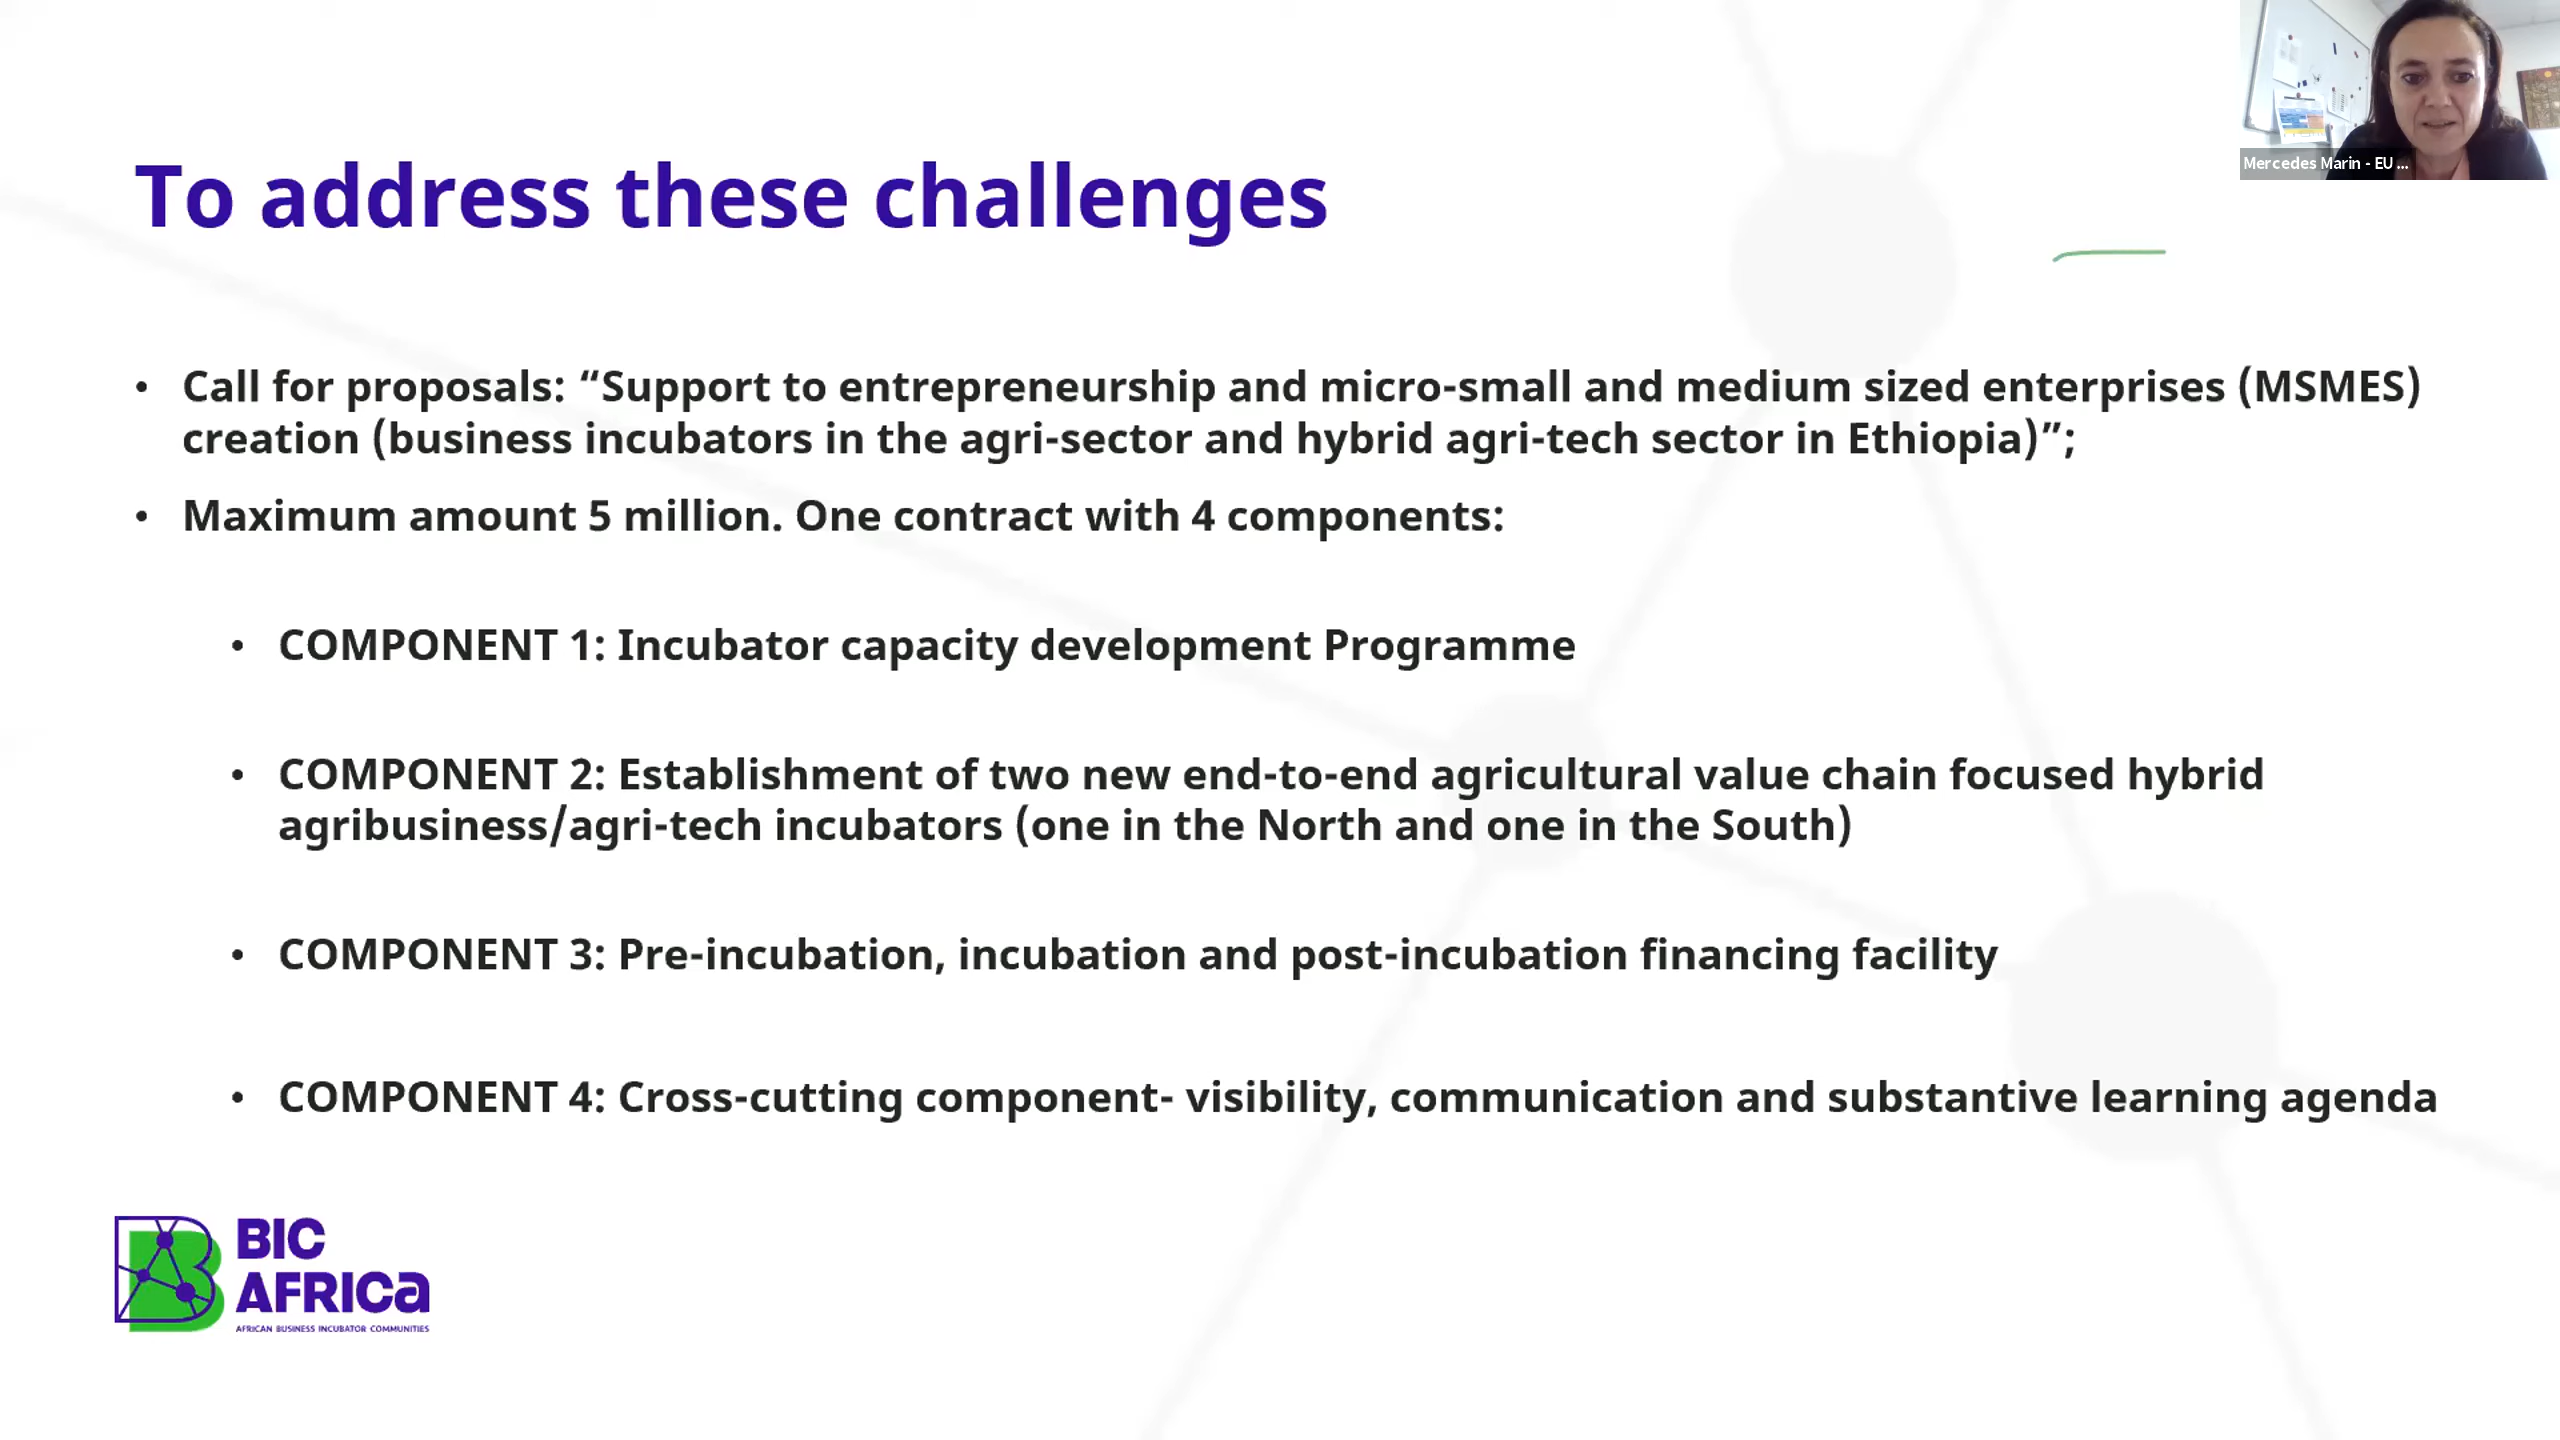 Mercedes Marin - EU ...
To address these challenges
• Call for proposals: “Support to entrepreneurship and micro-small and medium sized enterprises (MSMES)
creation (business incubators in the agri-sector and hybrid agri-tech sector in Ethiopia)”;
• Maximum amount 5 million. One contract with 4 components:
• COMPONENT 1: Incubator capacity development Programme
• COMPONENT 2: Establishment of two new end-to-end agricultural value chain focused hybrid
agribusiness/agri-tech incubators (one in the North and one in the South)
• COMPONENT 3: Pre-incubation, incubation and post-incubation financing facility
• COMPONENT 4: Cross-cutting component- visibility, communication and substantive learning agenda
BIC
AFRICa
AFRICAN BUSINESS INCUBATOR COMMUNITIES